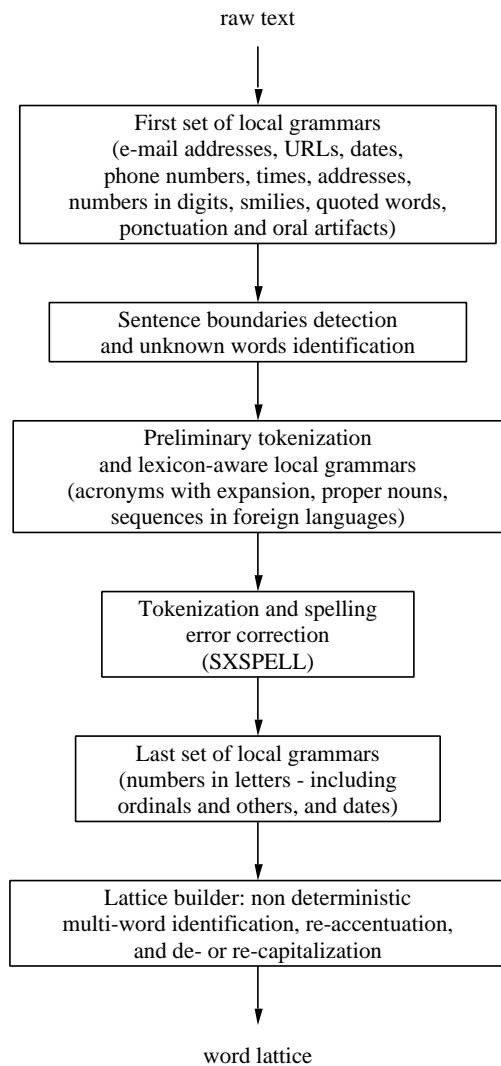 raw text
First set of local grammars
(e-mail addresses, URLs, dates,
phone numbers, times, addresses,
numbers in digits, smilies, quoted words,
ponctuation and oral artifacts)
Sentence boundaries detection
and unknown words identification
Preliminary tokenization
and lexicon-aware local grammars
(acronyms with expansion, proper nouns,
sequences in foreign languages)
Tokenization and spelling
error correction
(SXSPELL)
Last set of local grammars
(numbers in letters - including
ordinals and others, and dates)
Lattice builder: non deterministic
multi-word identification, re-accentuation,
and de- or re-capitalization
word lattice